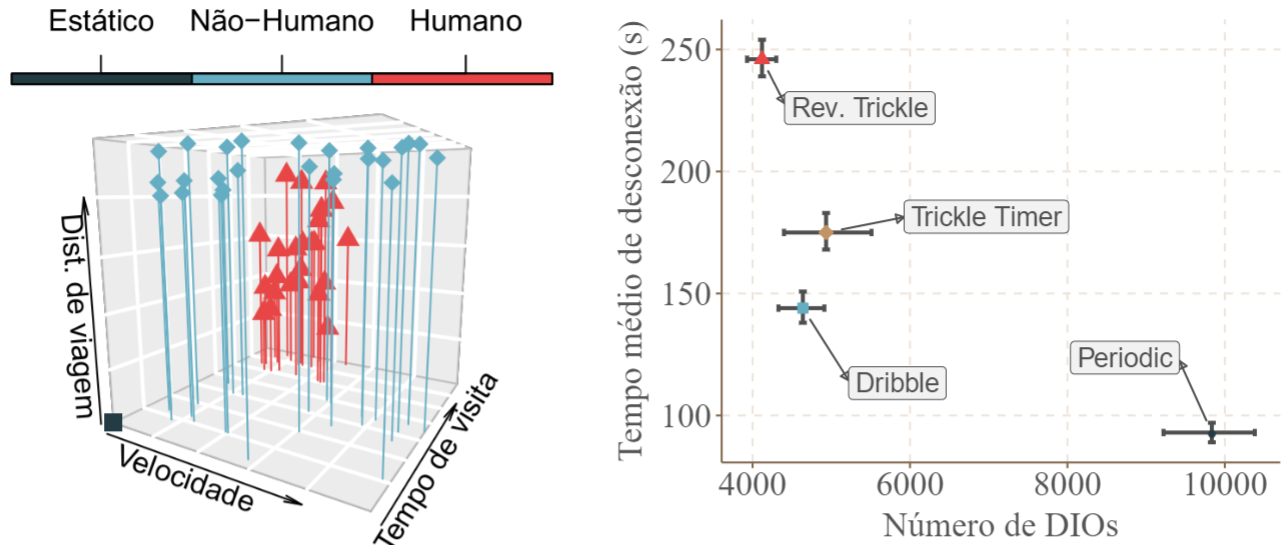 Estático Não-Humano Humano
Dist. de viagem
Velocidade
Tempo de visita
Tempo médio de desconexão (s)
250
200
150
100
Rev. Trickle
Trickle Timer
Dribble
Periodic
4000 6000 8000 10000
Número de DIOs